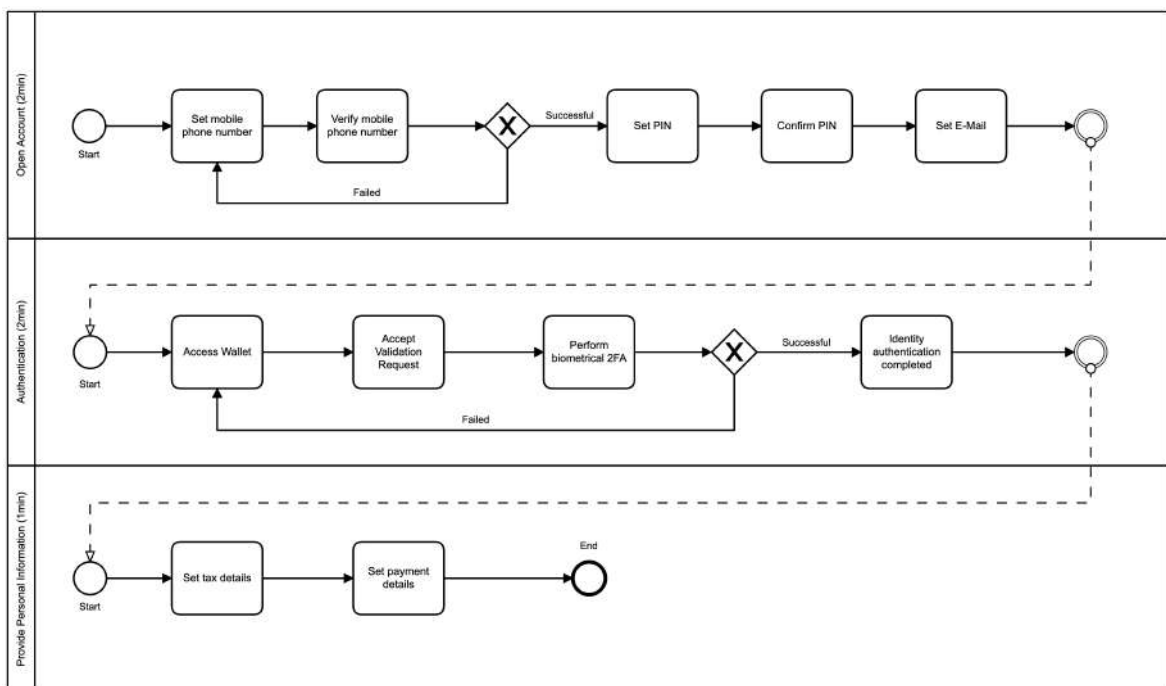 Open Account (2min)
Start
Set mobile
phone number
Verify mobile
phone number
Successful
Failed
Set PIN
Confirm PIN
Set E-Mail
Authentication (2min)
Start
Access Wallet
Accept
Validation
Request
Perform
biometrical 2FA
Successful
Failed
Identity
authentication
completed
Provide Personal Information (1min)
Start
Set tax details
Set payment
details
End